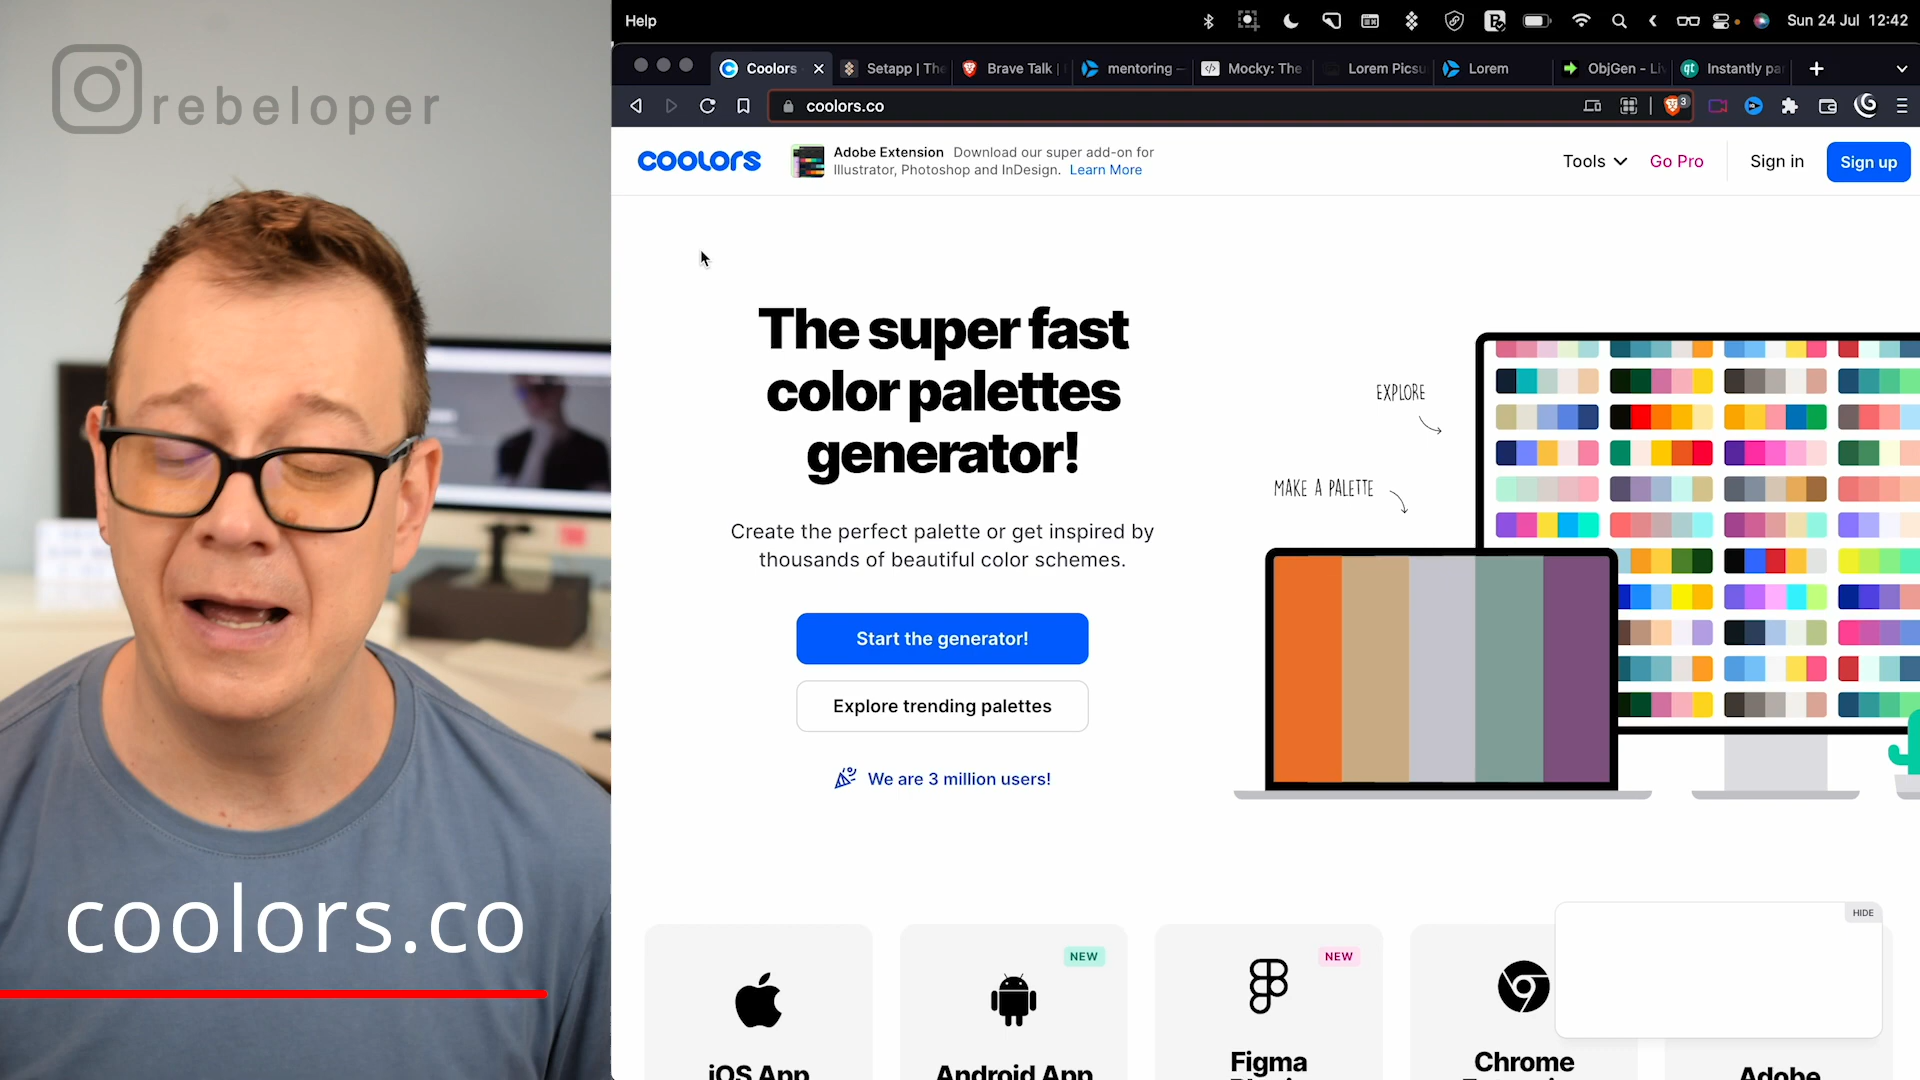 @rebeloper
coolors.co
Help
Sun 24 Jul 12:42
Coolors
Setapp | The
Brave Talk |
mentoring –
Mocky: The
Lorem Picsu
Lorem
ObjGen - Liv
Instantly par
coolors.co
3
coolors
Adobe Extension Download our super add-on for
Illustrator, Photoshop and InDesign. Learn More
Tools
Go Pro
Sign in
Sign up
The super fast
color palettes
generator!
Create the perfect palette or get inspired by
thousands of beautiful color schemes.
Start the generator!
Explore trending palettes
We are 3 million users!
EXPLORE
MAKE A PALETTE
HIDE
iOS App
NEW
Android App
NEW
Figma
Chrome
Adobe